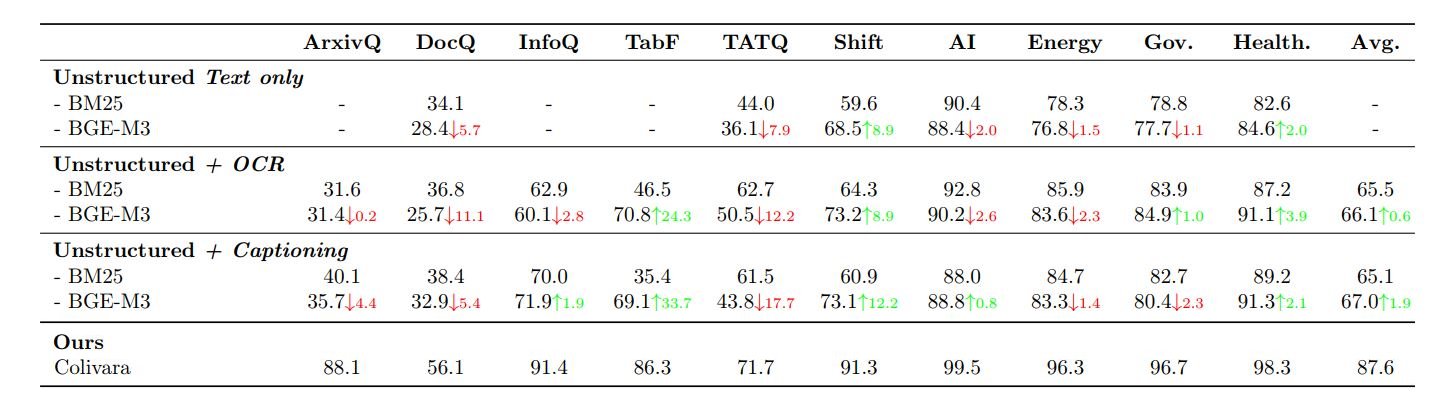 ArxivQ DocQ InfoQ TabF TATQ Shift AI Energy Gov. Health. Avg.
Unstructured Text only
- BM25 - 34.1 - - 44.0 59.6 90.4 78.3 78.8 82.6 -
- BGE-M3 - 28.4↓5.7 - - 36.1↓7.9 68.5↑8.9 88.4↓2.0 76.8↓1.5 77.7↓1.1 84.6↑2.0 -
Unstructured + OCR
- BM25 31.6 36.8 62.9 46.5 62.7 64.3 92.8 85.9 83.9 87.2 65.5
- BGE-M3 31.4↓0.2 25.7↓11.1 60.1↓2.8 70.8↑24.3 50.5↓12.2 73.2↑8.9 90.2↓2.6 83.6↓2.3 84.9↑1.0 91.1↑3.9 66.1↑0.6
Unstructured + Captioning
- BM25 40.1 38.4 70.0 35.4 61.5 60.9 88.0 84.7 82.7 89.2 65.1
- BGE-M3 35.7↓4.4 32.9↓5.4 71.9↑1.9 69.1↑33.7 43.8↓17.7 73.1↑12.2 88.8↑0.8 83.3↓1.4 80.4↓2.3 91.3↑2.1 67.0↑1.9
Ours
Colivara 88.1 56.1 91.4 86.3 71.7 91.3 99.5 96.3 96.7 98.3 87.6